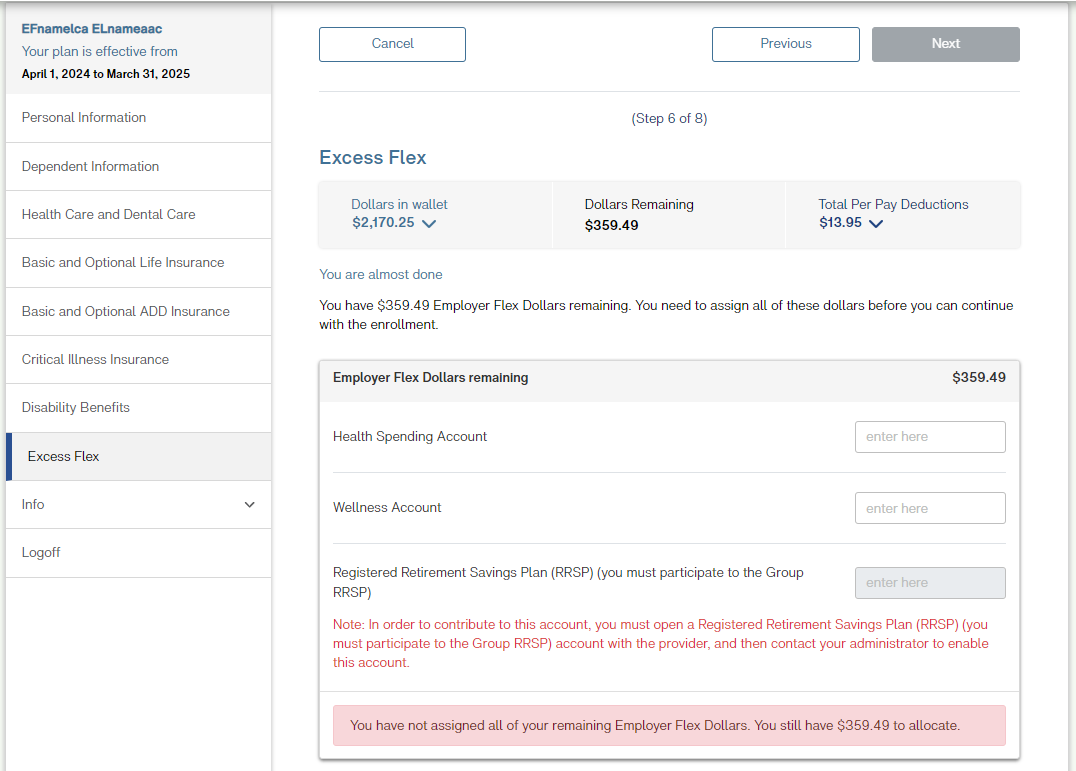 EFnamelca ELnameaac
Your plan is effective from
April 1, 2024 to March 31, 2025
Personal Information
Dependent Information
Health Care and Dental Care
Basic and Optional Life Insurance
Basic and Optional ADD Insurance
Critical Illness Insurance
Disability Benefits
Excess Flex
Info
Logoff
Cancel
Previous
Next
(Step 6 of 8)
Excess Flex
Dollars in wallet
$2,170.25
Dollars Remaining
$359.49
Total Per Pay Deductions
$13.95
You are almost done
You have $359.49 Employer Flex Dollars remaining. You need to assign all of these dollars before you can continue
with the enrollment.
Employer Flex Dollars remaining $359.49
Health Spending Account enter here
Wellness Account enter here
Registered Retirement Savings Plan (RRSP) (you must participate to the Group
RRSP)
enter here
Note: In order to contribute to this account, you must open a Registered Retirement Savings Plan (RRSP) (you
must participate to the Group RRSP) account with the provider, and then contact your administrator to enable
this account.
You have not assigned all of your remaining Employer Flex Dollars. You still have $359.49 to allocate.